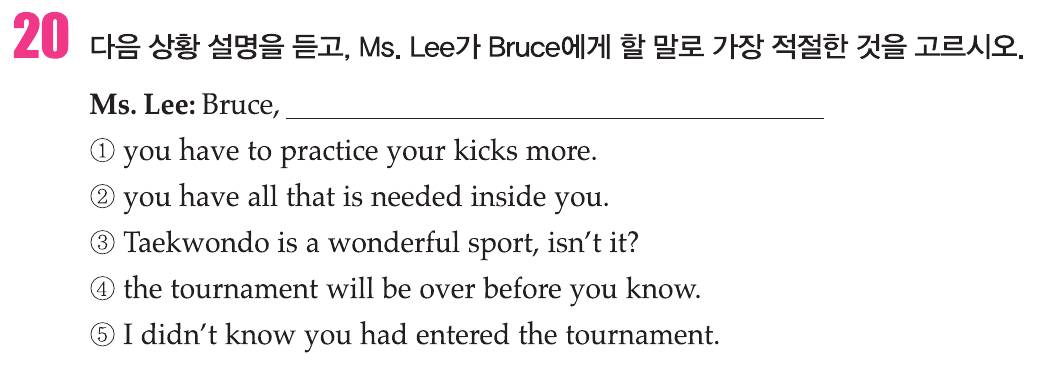 20 다음 상황 설명을 듣고, Ms. Lee가 Bruce에게 할 말로 가장 적절한 것을 고르시오.
Ms. Lee: Bruce, 
① you have to practice your kicks more.
② you have all that is needed inside you.
③ Taekwondo is a wonderful sport, isn't it?
④ the tournament will be over before you know.
⑤ I didn't know you had entered the tournament.